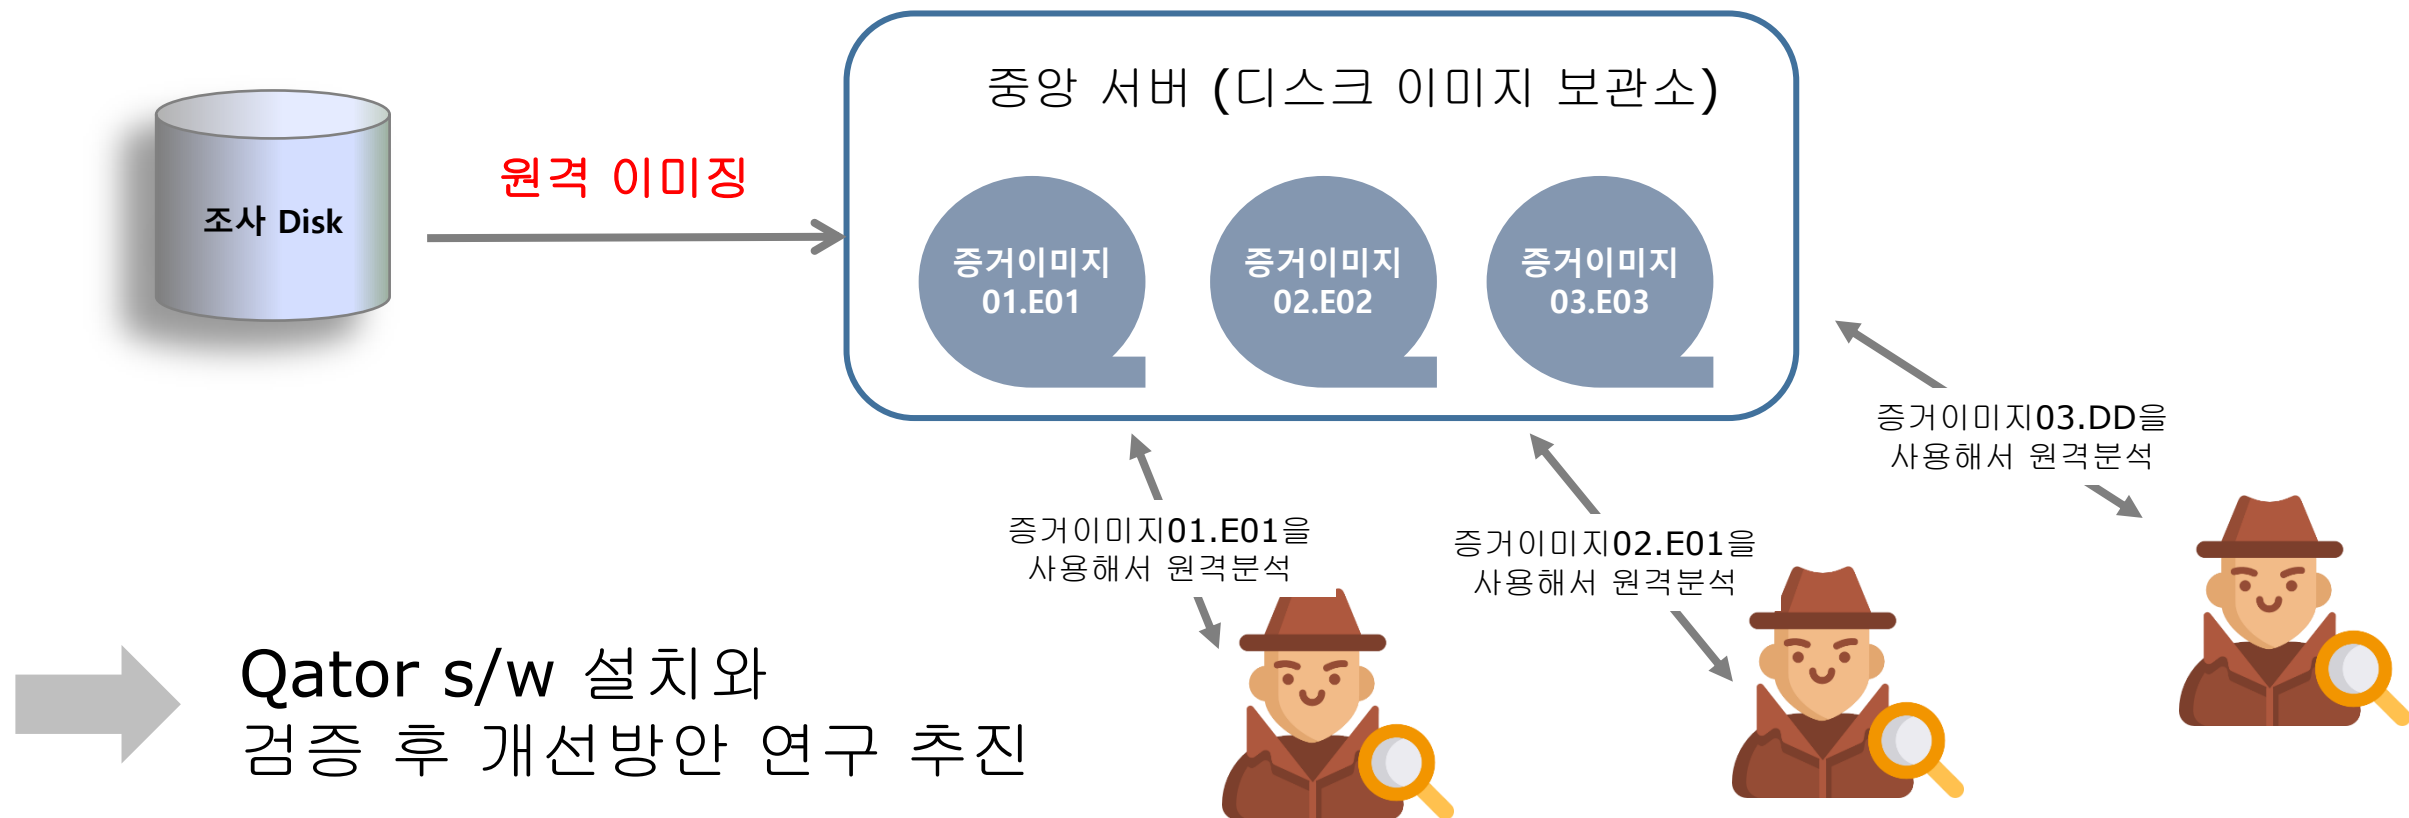 중앙 서버 (디스크 이미지 보관소)
조사 Disk
원격 이미징
증거이미지
01.E01
증거이미지
02.E02
증거이미지
03.E03
증거이미지03.DD을
사용해서 원격분석
증거이미지01.E01을
사용해서 원격분석
증거이미지02.E01을
사용해서 원격분석
Qator s/w 설치와
검증 후 개선방안 연구 추진